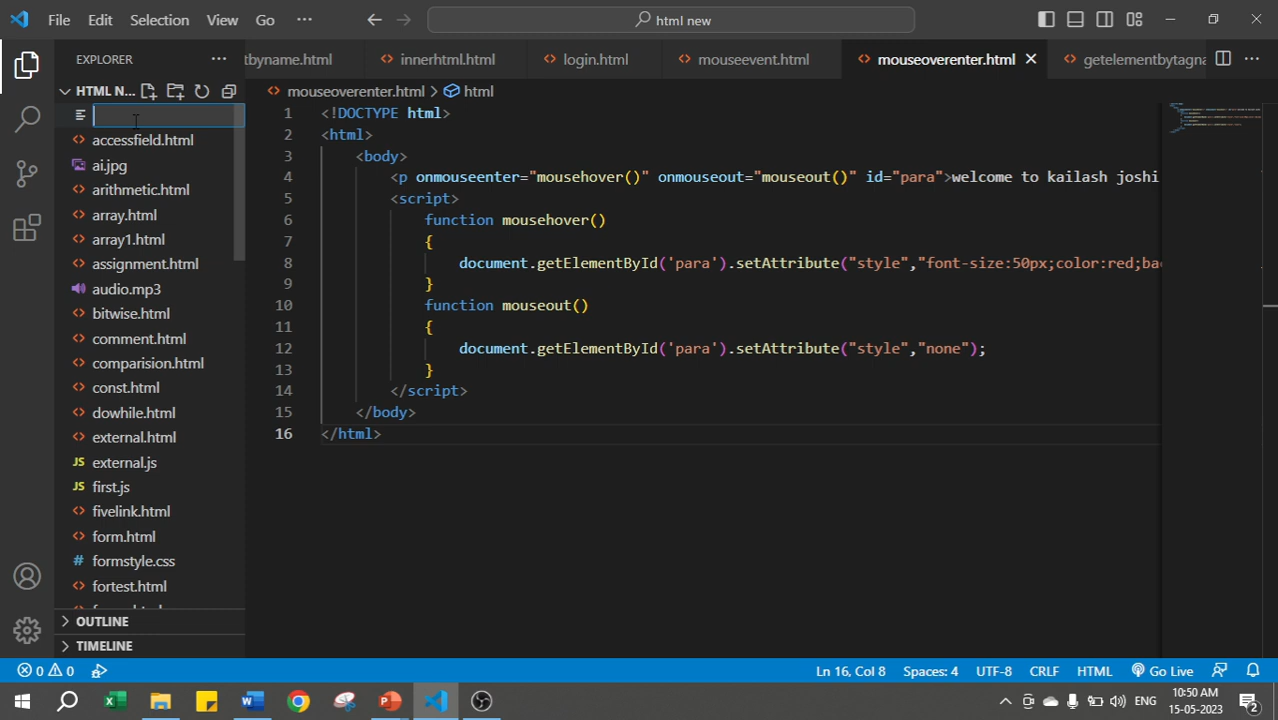 File Edit Selection View Go ··· html new
EXPLORER ···
tbyname.html innerhtml.html login.html mouseevent.html mouseoverenter.html getelementbytagna ···
HTML N...
mouseoverenter.html > html
accessfield.html
ai.jpg
arithmetic.html
array.html
array1.html
assignment.html
audio.mp3
bitwise.html
comment.html
comparision.html
const.html
dowhile.html
external.html
JS external.js
JS first.js
fivelink.html
form.html
# formstyle.css
fortest.html
OUTLINE
TIMELINE
1 <!DOCTYPE html>
2 <html>
3 <body>
4 <p onmouseenter="mousehover()" onmouseout="mouseout()" id="para">welcome to kailash joshi
5 <script>
6 function mousehover()
7 {
8 document.getElementById('para').setAttribute("style","font-size:50px;color:red;bac
9 }
10 function mouseout()
11 {
12 document.getElementById('para').setAttribute("style","none");
13 }
14 </script>
15 </body>
16 </html>
0 0 Ln 16, Col 8 Spaces: 4 UTF-8 CRLF HTML Go Live
ENG 10:50 AM
15-05-2023 2